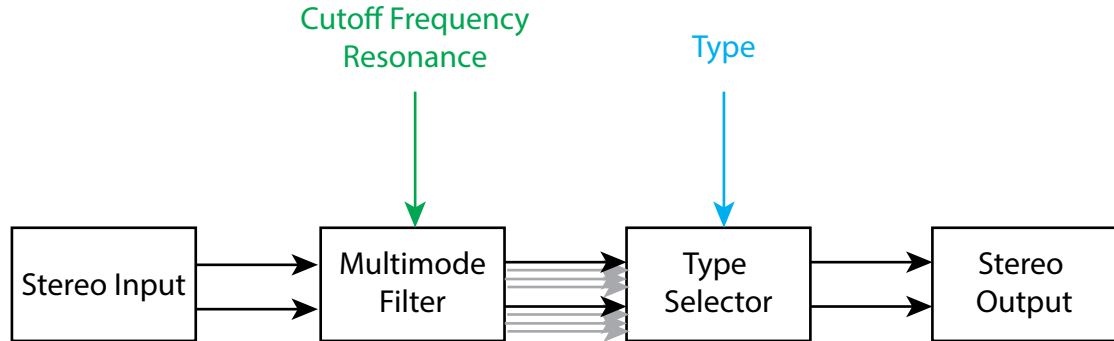 Cutoff Frequency
Resonance
Type
Stereo Input
Multimode
Filter
Type
Selector
Stereo
Output